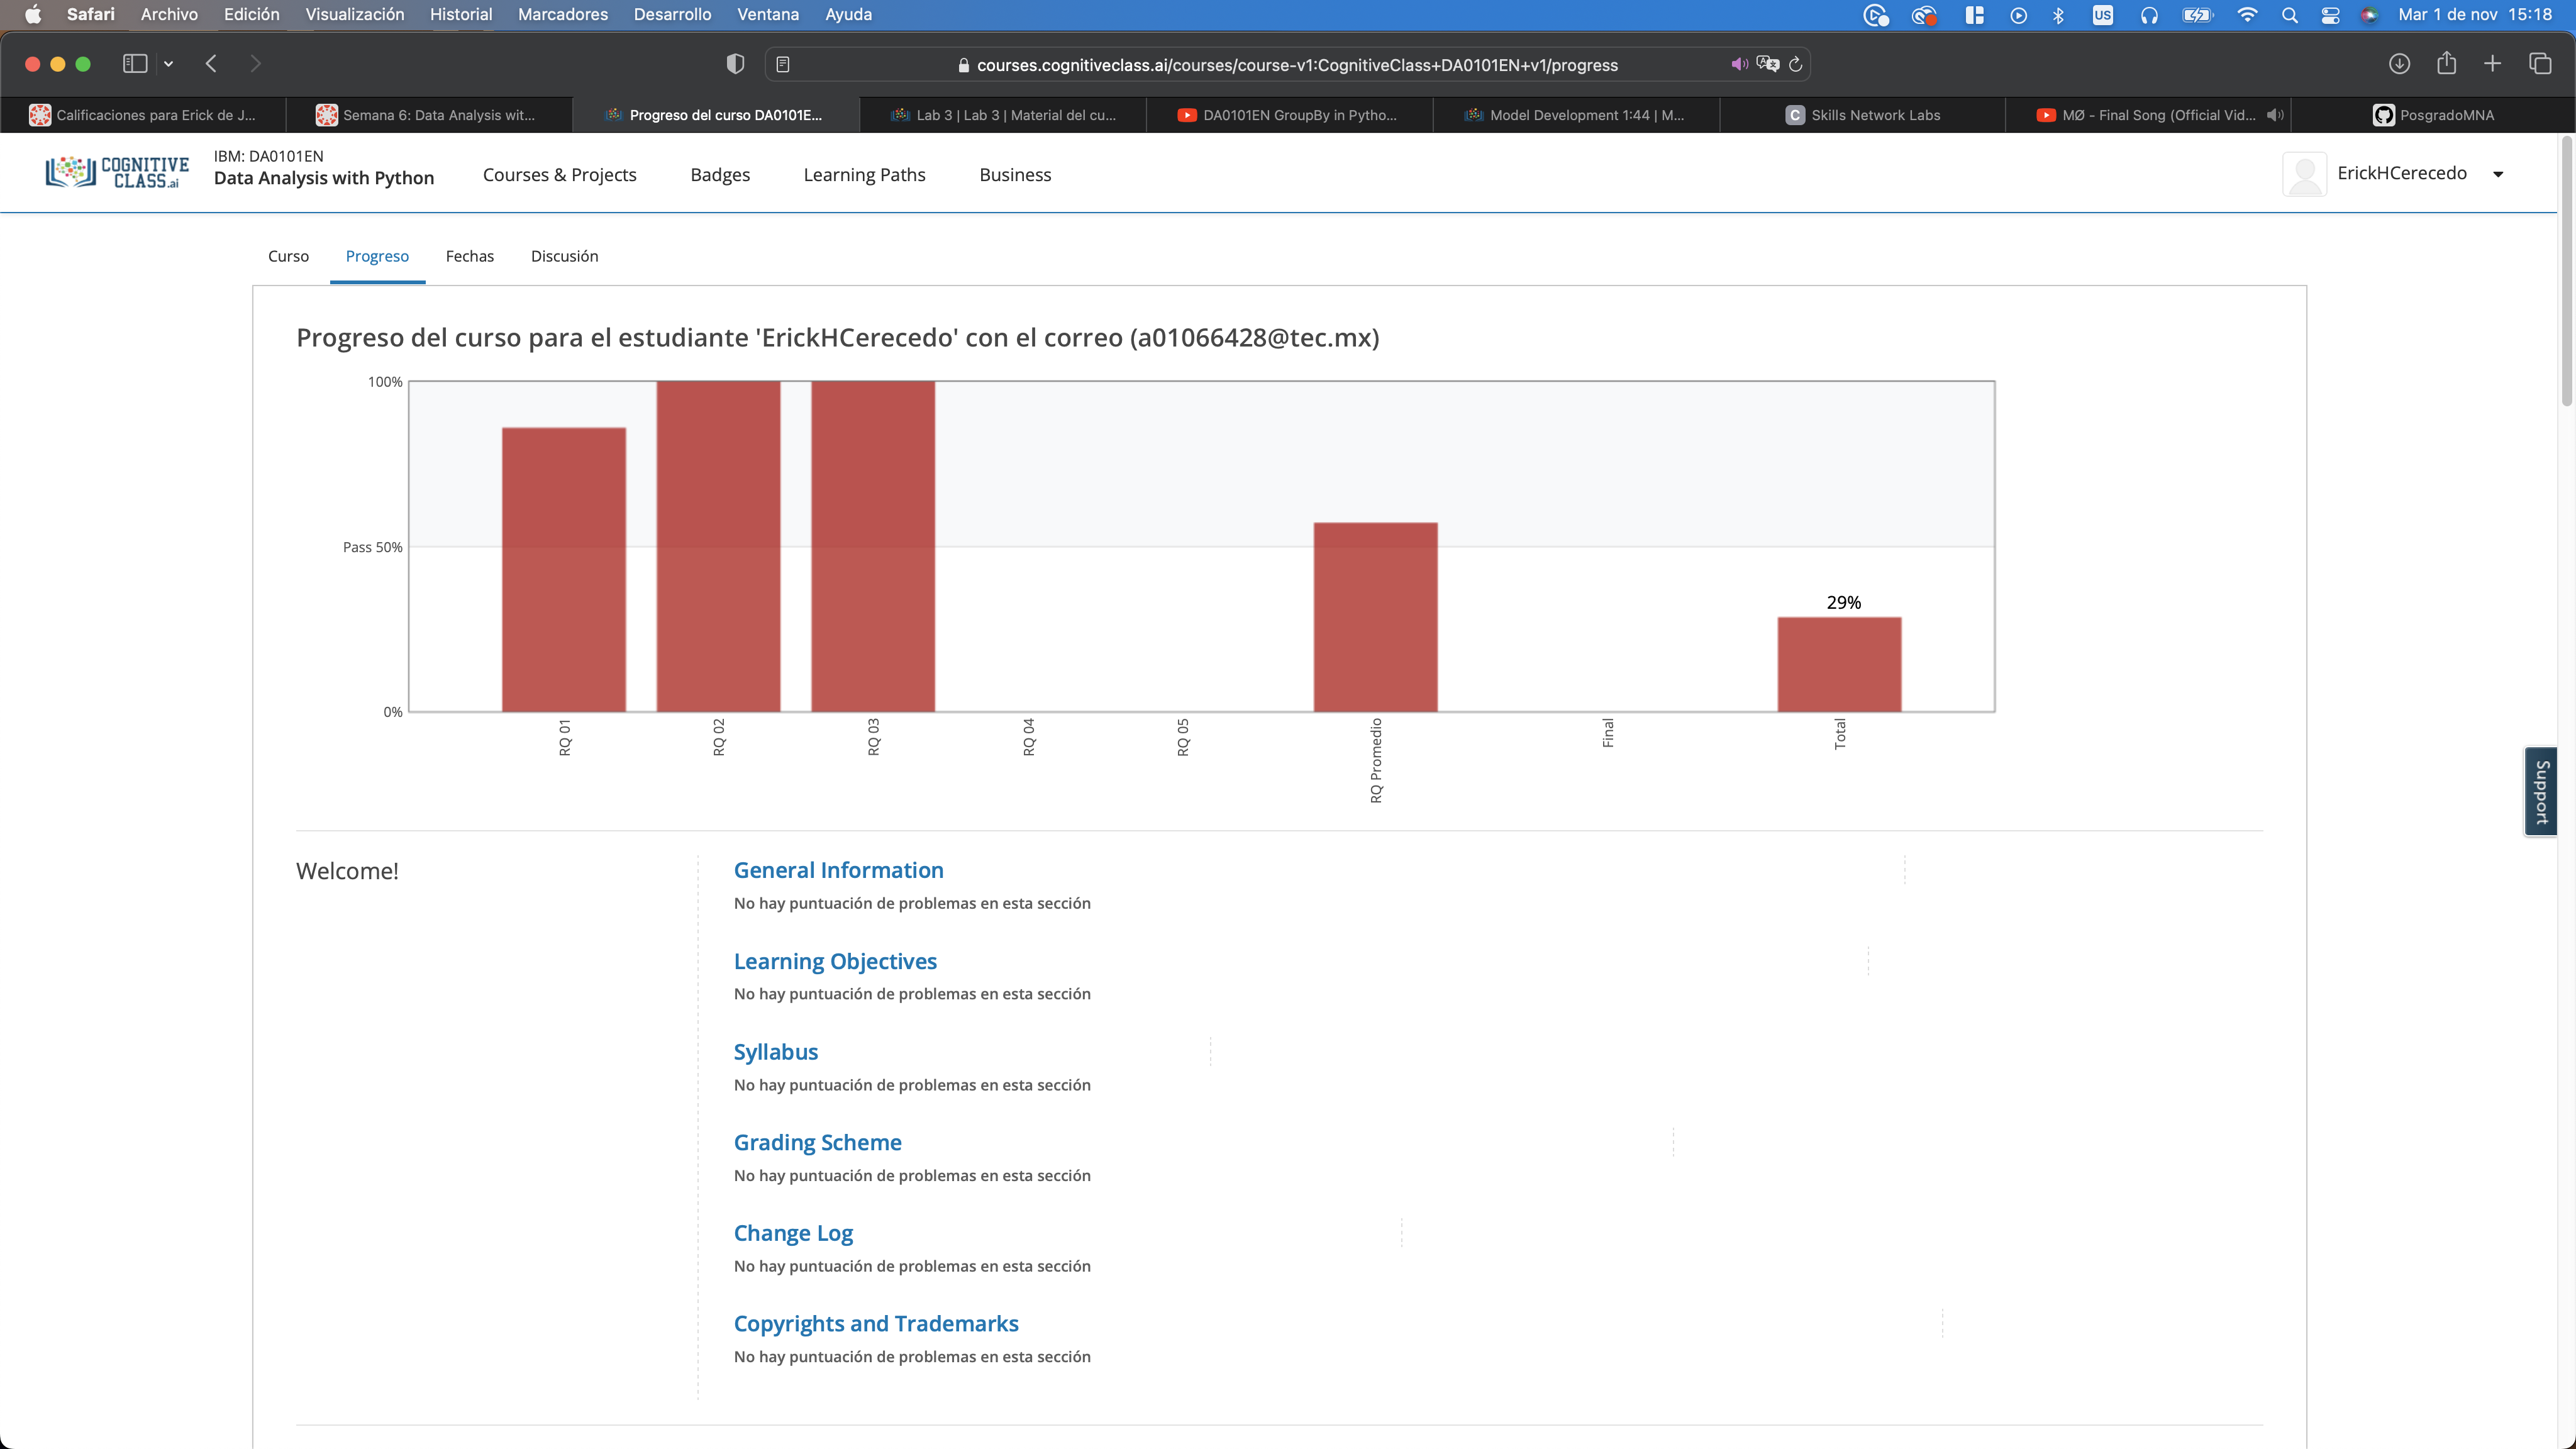 Safari Archivo Edición Visualización Historial Marcadores Desarrollo Ventana Ayuda US Mar 1 de nov 15:18
courses.cognitiveclass.ai/courses/course-v1:CognitiveClass+DA0101EN+v1/progress
Calificaciones para Erick de J... Semana 6: Data Analysis wit... Progreso del curso DA0101E... Lab 3 | Lab 3 | Material del cu... DA0101EN GroupBy in Pytho... Model Development 1:44 | M... C Skills Network Labs MØ - Final Song (Official Vid... PosgradoMNA
COGNITIVE
CLASS.ai
IBM: DA0101EN
Data Analysis with Python
Courses & Projects Badges Learning Paths Business
ErickHCerecedo
Curso Progreso Fechas Discusión
Progreso del curso para el estudiante 'ErickHCerecedo' con el correo (a01066428@tec.mx)
100%
Pass 50%
0%
29%
RQ 01
RQ 02
RQ 03
RQ 04
RQ 05
RQ Promedio
Final
Total
Support
Welcome!
General Information
No hay puntuación de problemas en esta sección
Learning Objectives
No hay puntuación de problemas en esta sección
Syllabus
No hay puntuación de problemas en esta sección
Grading Scheme
No hay puntuación de problemas en esta sección
Change Log
No hay puntuación de problemas en esta sección
Copyrights and Trademarks
No hay puntuación de problemas en esta sección